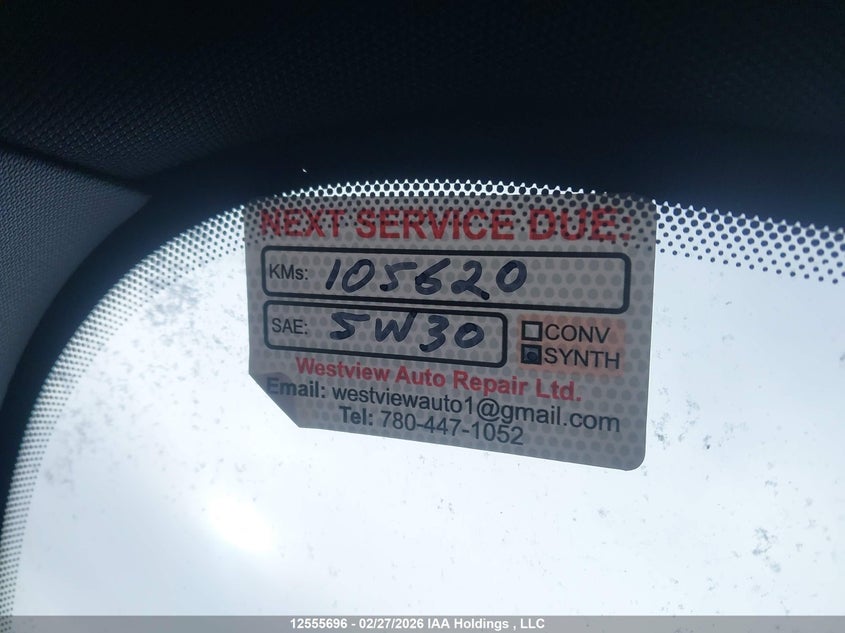 NEXT SERVICE DUE:
KMs: 105620
SAE: 5W30
CONV
SYNTH
Westview Auto Repair Ltd.
Email: westviewauto1@gmail.com
Tel: 780-447-1052
12555696 - 02/27/2026 IAA Holdings , LLC